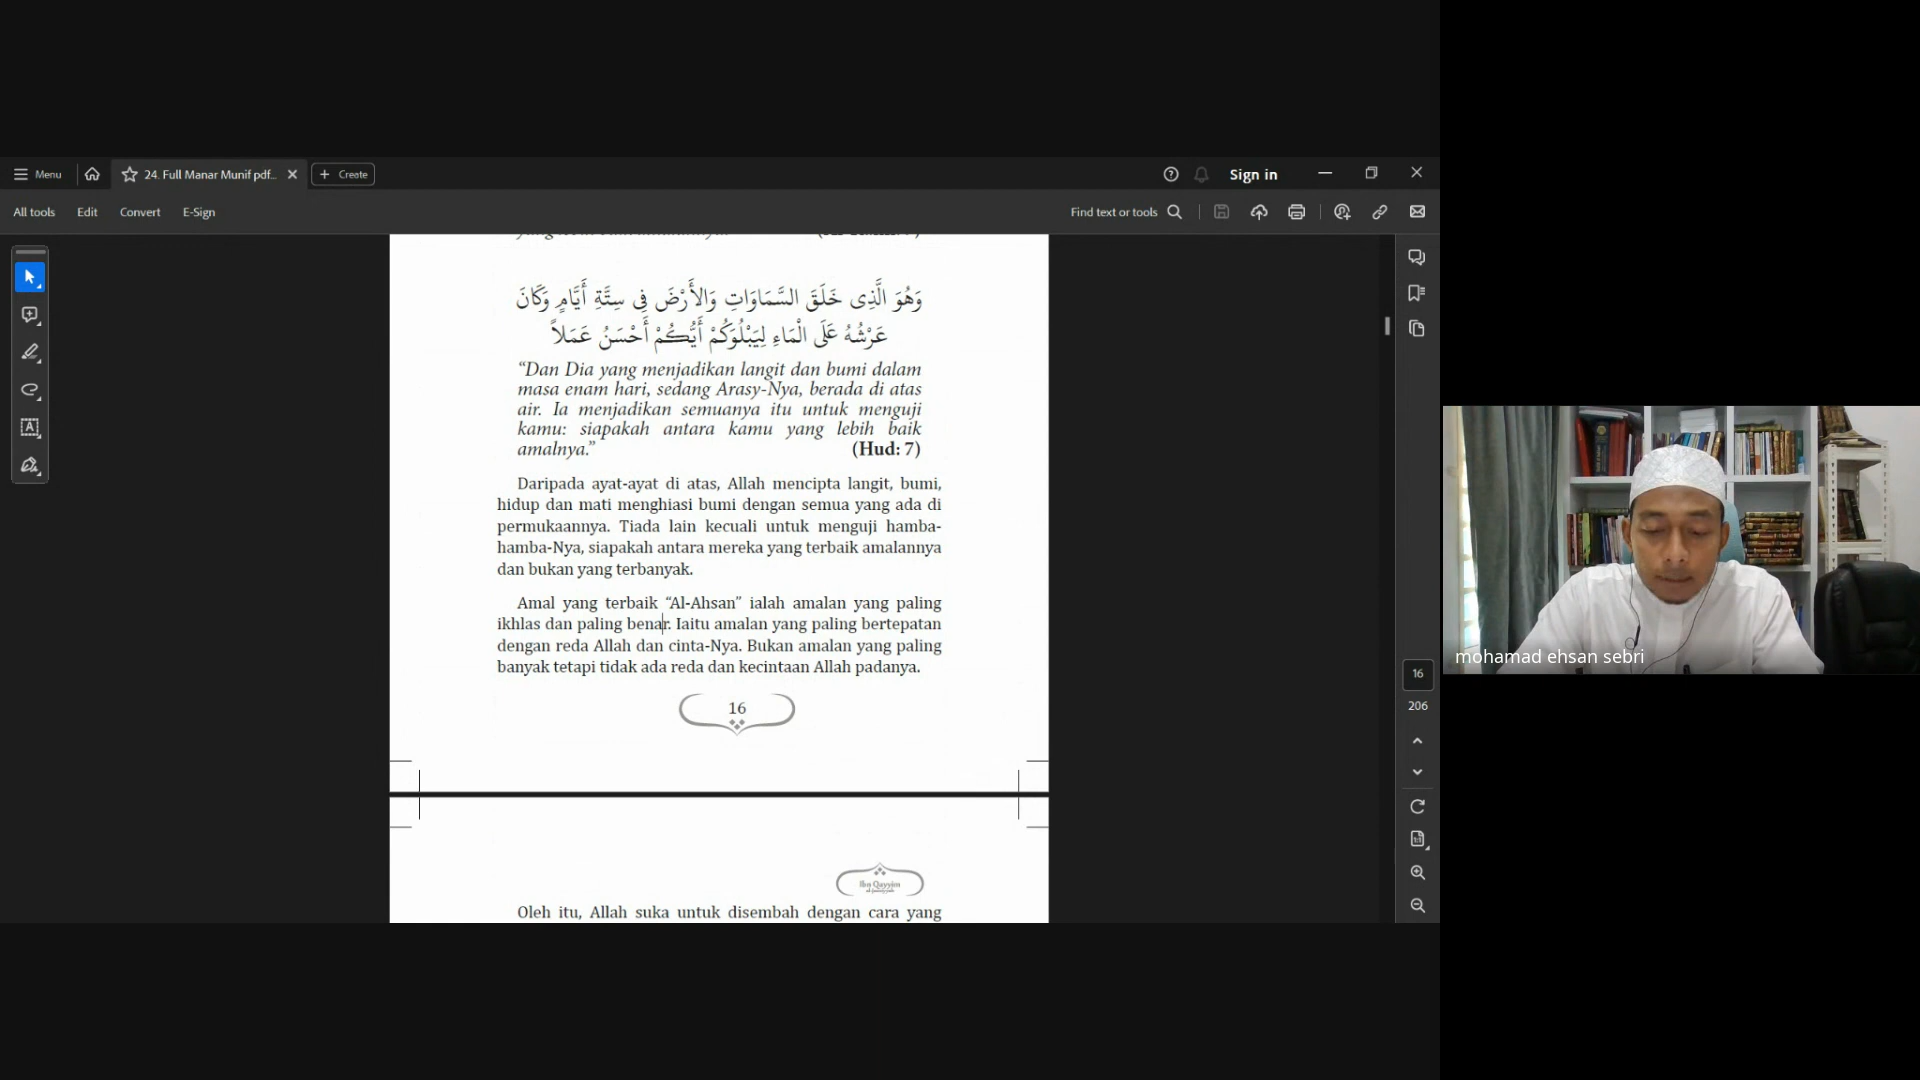 Menu
24. Full Manar Munif pdf...
Create
Sign in
All tools
Edit
Convert
E-Sign
Find text or tools
وَهُوَ الَّذِى خَلَقَ السَّمَاوَاتِ وَالأَرْضَ فِى سِتَّةِ أَيَّامٍ وَكَانَ
عَرْشُهُ عَلَى الْمَاءِ لِيَبْلُوَكُمْ أَيُّكُمْ أَحْسَنُ عَمَلاً
“Dan Dia yang menjadikan langit dan bumi dalam
masa enam hari, sedang Arasy-Nya, berada di atas
air. Ia menjadikan semuanya itu untuk menguji
kamu: siapakah antara kamu yang lebih baik
amalnya.” (Hud: 7)
Daripada ayat-ayat di atas, Allah mencipta langit, bumi,
hidup dan mati menghiasi bumi dengan semua yang ada di
permukaannya. Tiada lain kecuali untuk menguji hamba-
hamba-Nya, siapakah antara mereka yang terbaik amalannya
dan bukan yang terbanyak.
Amal yang terbaik “Al-Ahsan” ialah amalan yang paling
ikhlas dan paling benar. Iaitu amalan yang paling bertepatan
dengan reda Allah dan cinta-Nya. Bukan amalan yang paling
banyak tetapi tidak ada reda dan kecintaan Allah padanya.
16
Ibn Qayyim
Oleh itu, Allah suka untuk disembah dengan cara yang
16
206
mohamad ehsan sebri